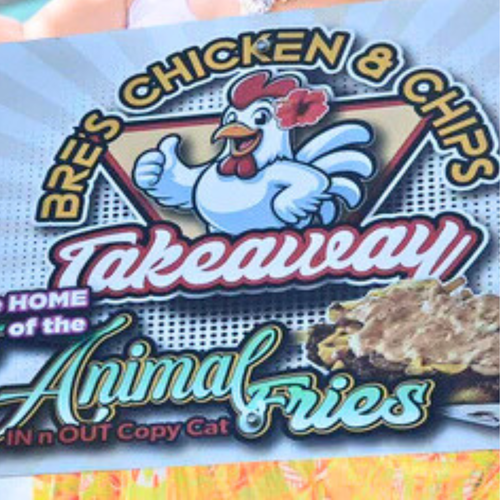 BRE'S CHICKEN & CHIPS
Takeaway
HOME
of the
Animal Fries
IN n OUT Copy Cat